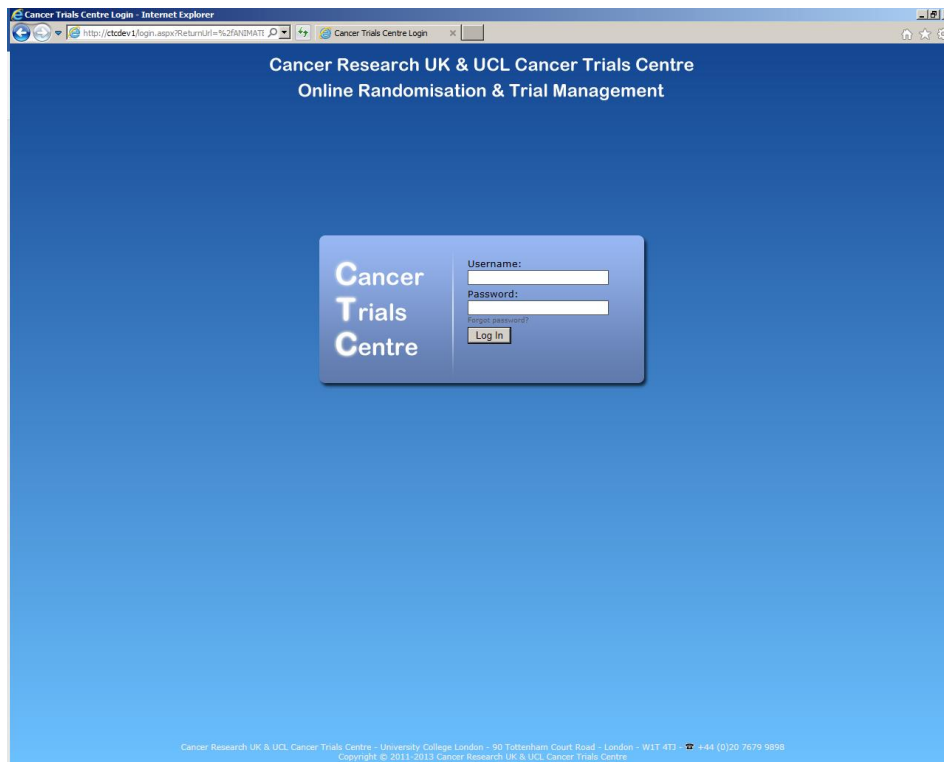 Cancer Trials Centre Login - Internet Explorer
http://ctcdev1/login.aspx?ReturnUrl=%2fANIMATE
Cancer Trials Centre Login
Cancer Research UK & UCL Cancer Trials Centre
Online Randomisation & Trial Management
Cancer
Trials
Centre
Username:
Password:
Forgot password?
Log In
Cancer Research UK & UCL Cancer Trials Centre - University College London - 90 Tottenham Court Road - London - W1T 4TJ - ☎ +44 (0)20 7679 9898
Copyright © 2011-2013 Cancer Research UK & UCL Cancer Trials Centre